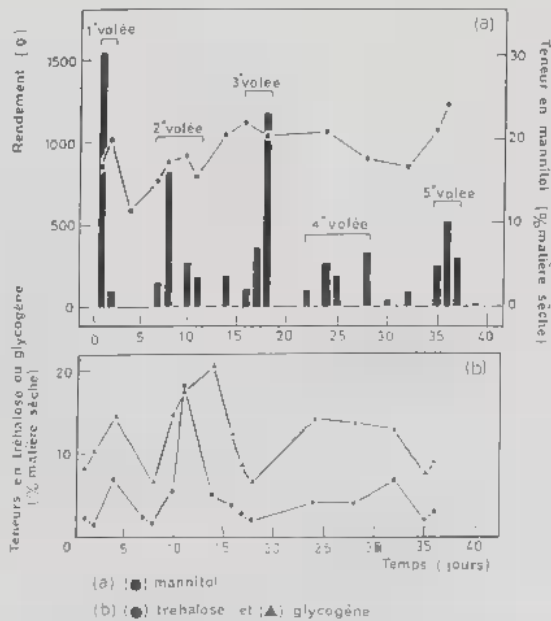 (a)
1° volée
2° volée
3° volée
4° volée
5° volée
Rendement (g)
1500
1000
500
0
Teneur en mannitol (% matière sèche)
30
20
10
0
0 5 10 15 20 25 30 35 40
(b)
Teneurs en tréhalose ou glycogène
(% matière sèche)
20
10
0
5 10 15 20 25 30 35 40
Temps (jours)
(a) (●) mannitol
(b) (●) tréhalose et (▲) glycogène